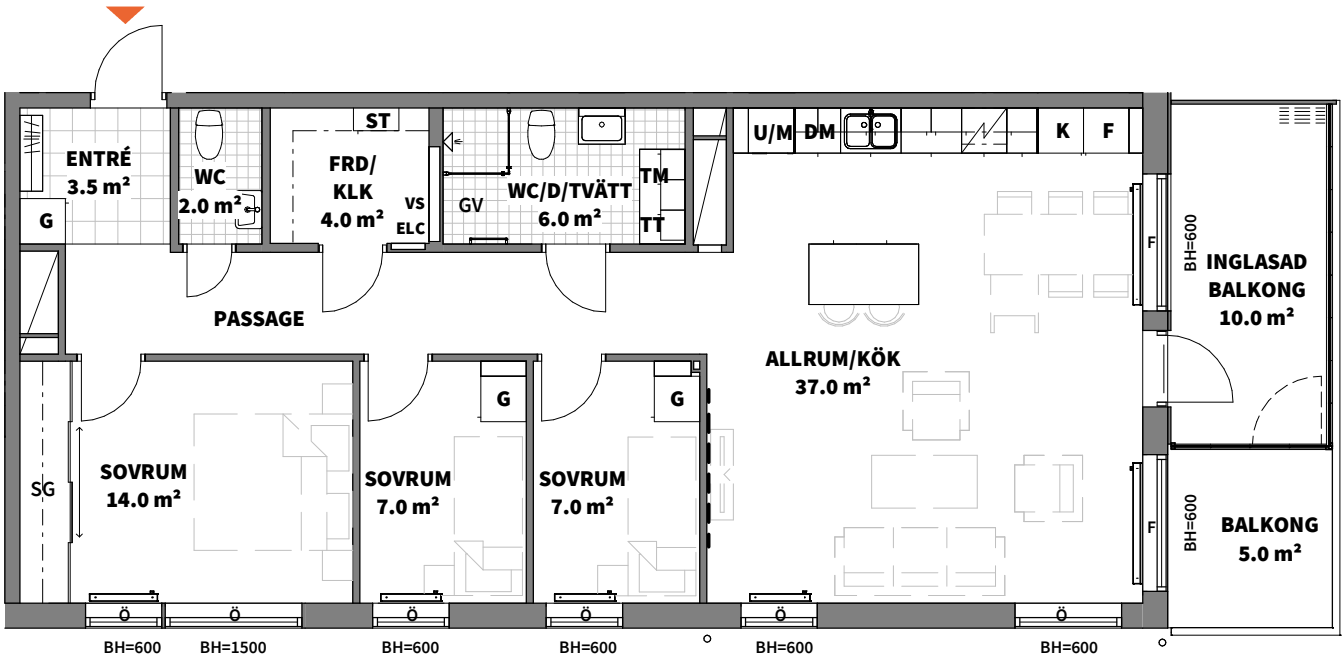 ENTRÉ
3.5 m²
G
WC
2.0 m²
ST
FRD/
KLK
4.0 m²
VS
ELC
GV
WC/D/TVÄTT
6.0 m²
TM
TT
U/M
DM
K
F
F
BH=600
INGLASAD
BALKONG
10.0 m²
PASSAGE
ALLRUM/KÖK
37.0 m²
SG
SOVRUM
14.0 m²
G
SOVRUM
7.0 m²
G
SOVRUM
7.0 m²
F
BH=600
BALKONG
5.0 m²
Ö
Ö
Ö
Ö
Ö
Ö
BH=600
BH=1500
BH=600
BH=600
BH=600
BH=600